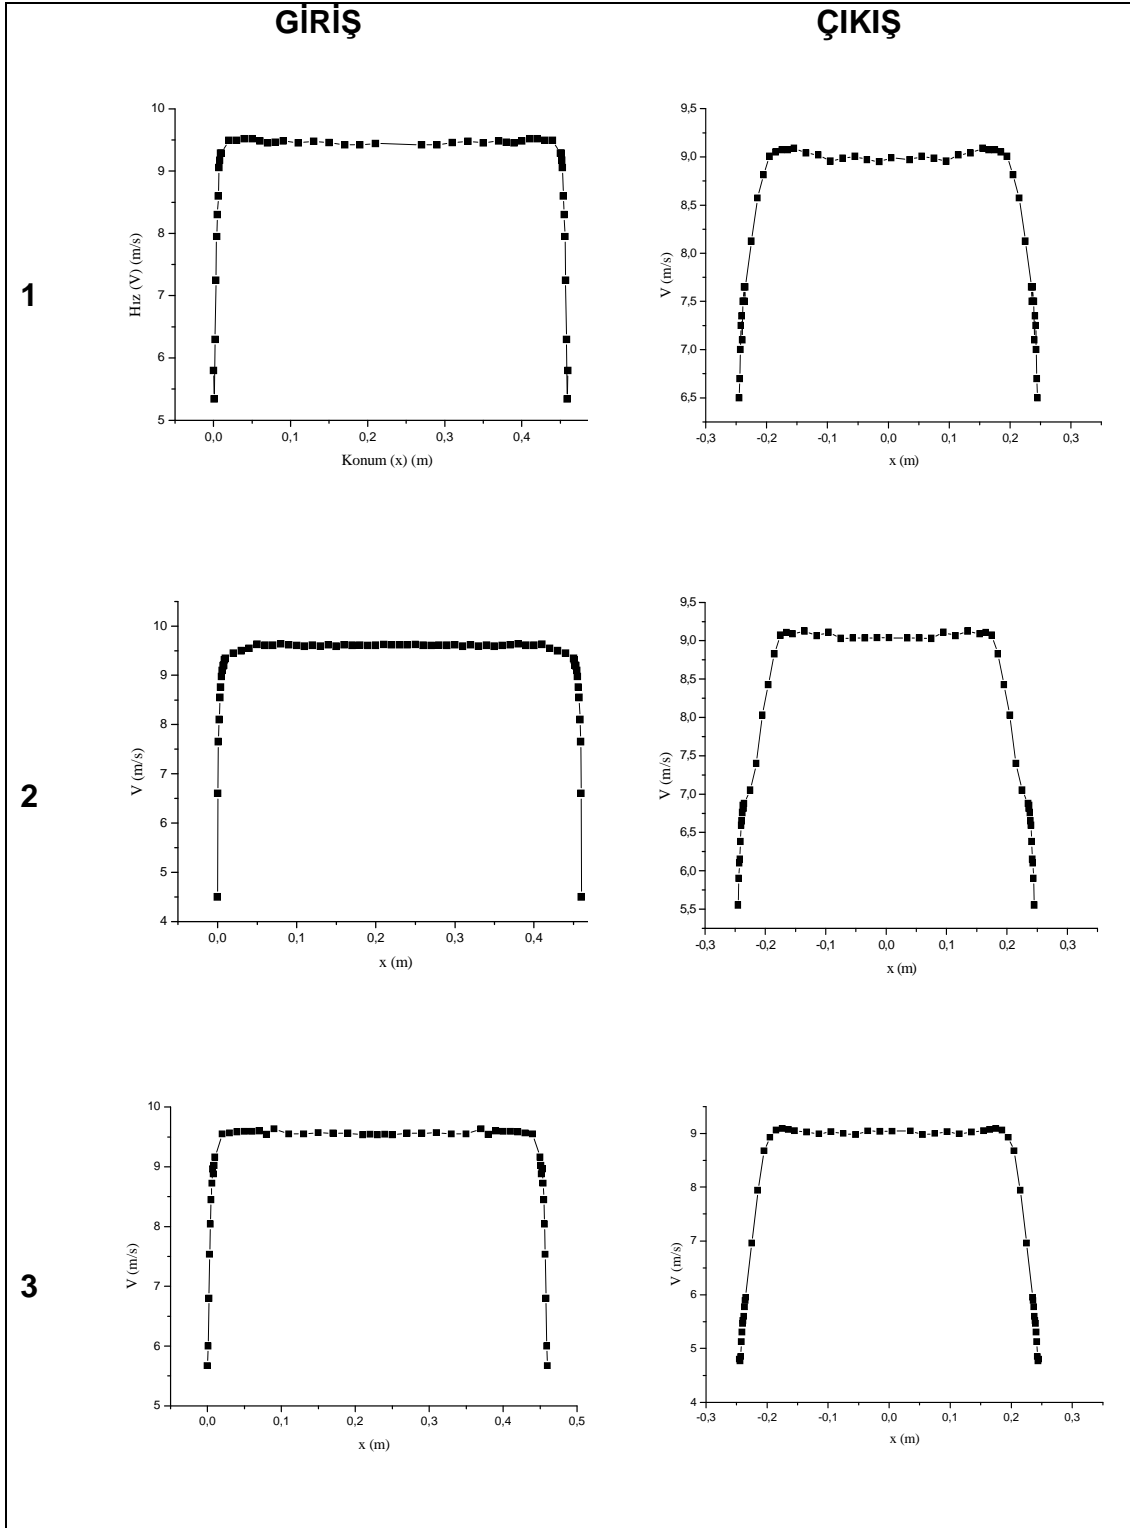 GİRİŞ
ÇIKIŞ
1
10
9
8
7
6
5
Hız (V) (m/s)
0,0 0,1 0,2 0,3 0,4
Konum (x) (m)
9,5
9,0
8,5
8,0
7,5
7,0
6,5
V (m/s)
-0,3 -0,2 -0,1 0,0 0,1 0,2 0,3
x (m)
2
10
9
8
7
6
5
4
V (m/s)
0,0 0,1 0,2 0,3 0,4
x (m)
9,5
9,0
8,5
8,0
7,5
7,0
6,5
6,0
5,5
V (m/s)
-0,3 -0,2 -0,1 0,0 0,1 0,2 0,3
x (m)
3
10
9
8
7
6
5
V (m/s)
0,0 0,1 0,2 0,3 0,4 0,5
x (m)
9
8
7
6
5
4
V (m/s)
-0,3 -0,2 -0,1 0,0 0,1 0,2 0,3
x (m)